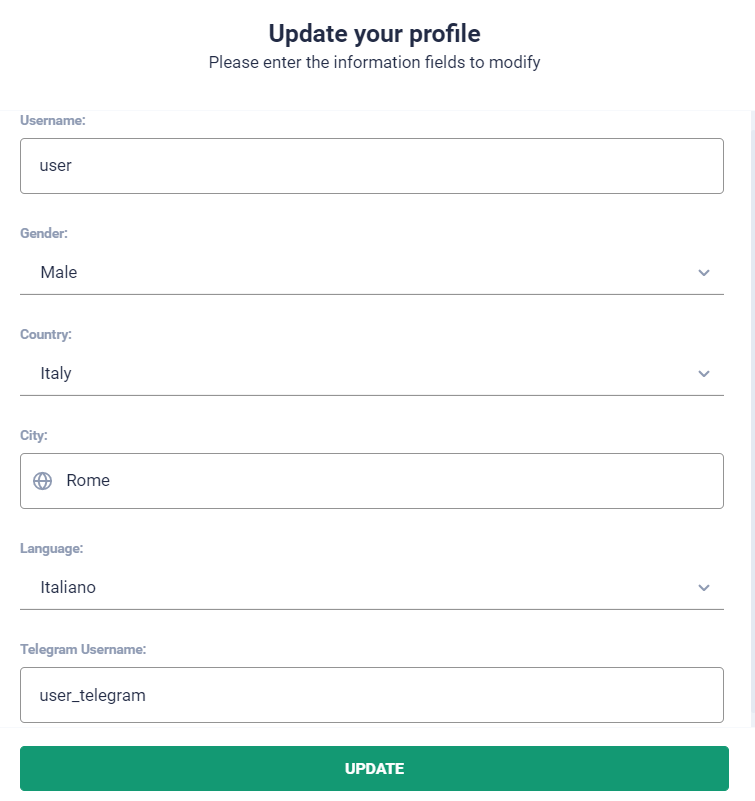 Update your profile
Please enter the information fields to modify
Username:
user
Gender:
Male
Country:
Italy
City:
Rome
Language:
Italiano
Telegram Username:
user_telegram
UPDATE